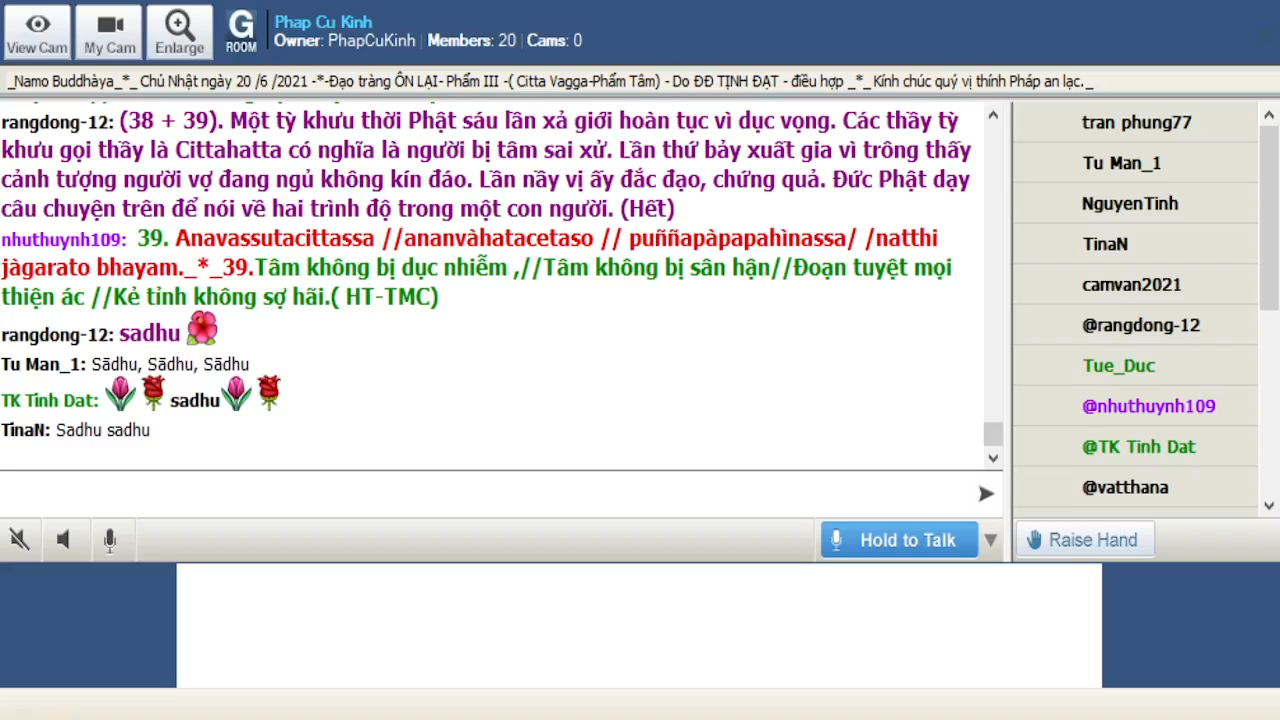 View Cam
My Cam
Enlarge
G
ROOM
Phap Cu Kinh
Owner: PhapCuKinh | Members: 20 | Cams: 0
_Namo Buddhàya_*_ Chủ Nhật ngày 20 /6 /2021 -*-Đạo tràng ÔN LẠI- Phẩm III -( Citta Vagga-Phẩm Tâm) - Do ĐĐ TỊNH ĐẠT - điều hợp _*_ Kính chúc quý vị thính Pháp an lạc._
rangdong-12: (38 + 39). Một tỳ khưu thời Phật sáu lần xả giới hoàn tục vì dục vọng. Các thầy tỳ
khưu gọi thầy là Cittahatta có nghĩa là người bị tâm sai xử. Lần thứ bảy xuất gia vì trông thấy
cảnh tượng người vợ đang ngủ không kín đáo. Lần nầy vị ấy đắc đạo, chứng quả. Đức Phật dạy
câu chuyện trên để nói về hai trình độ trong một con người. (Hết)
nhuthuynh109: 39. Anavassutacittassa //ananvàhatacetaso // puññapàpapahìnassa/ /natthi
jàgarato bhayam._*_39.Tâm không bị dục nhiễm ,//Tâm không bị sân hận//Đoạn tuyệt mọi
thiện ác //Kẻ tỉnh không sợ hãi.( HT-TMC)
rangdong-12: sadhu
Tu Man_1: Sādhu, Sādhu, Sādhu
TK Tinh Dat: sadhu
TinaN: Sadhu sadhu
tran phung77
Tu Man_1
NguyenTinh
TinaN
camvan2021
@rangdong-12
Tue_Duc
@nhuthuynh109
@TK Tinh Dat
@vatthana
Hold to Talk
Raise Hand